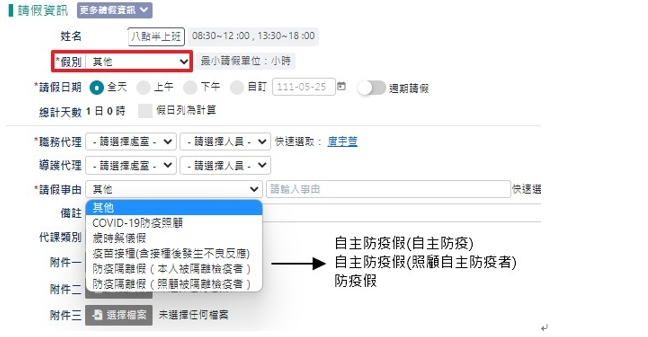 請假資訊 更多請假資訊
姓名 八點半上班 08:30~12:00 , 13:30~18:00
*假別 其他 最小請假單位：小時
*請假日期 全天 上午 下午 自訂 111-05-25 週期請假
總計天數 1 日 0 時 假日列為計算
*職務代理 - 請選擇處室 - - 請選擇人員 - 快速選取：
導護代理 - 請選擇處室 - - 請選擇人員 -
*請假事由 其他 請輸入事由 快速選
備註 其他
COVID-19防疫照顧
代課類別 歲時祭儀假
疫苗接種(含接種後發生不良反應)
附件一 防疫隔離假（本人被隔離檢疫者）
防疫隔離假（照顧被隔離檢疫者）
附件二
附件三 選擇檔案 未選擇任何檔案
自主防疫假(自主防疫)
自主防疫假(照顧自主防疫者)
防疫假